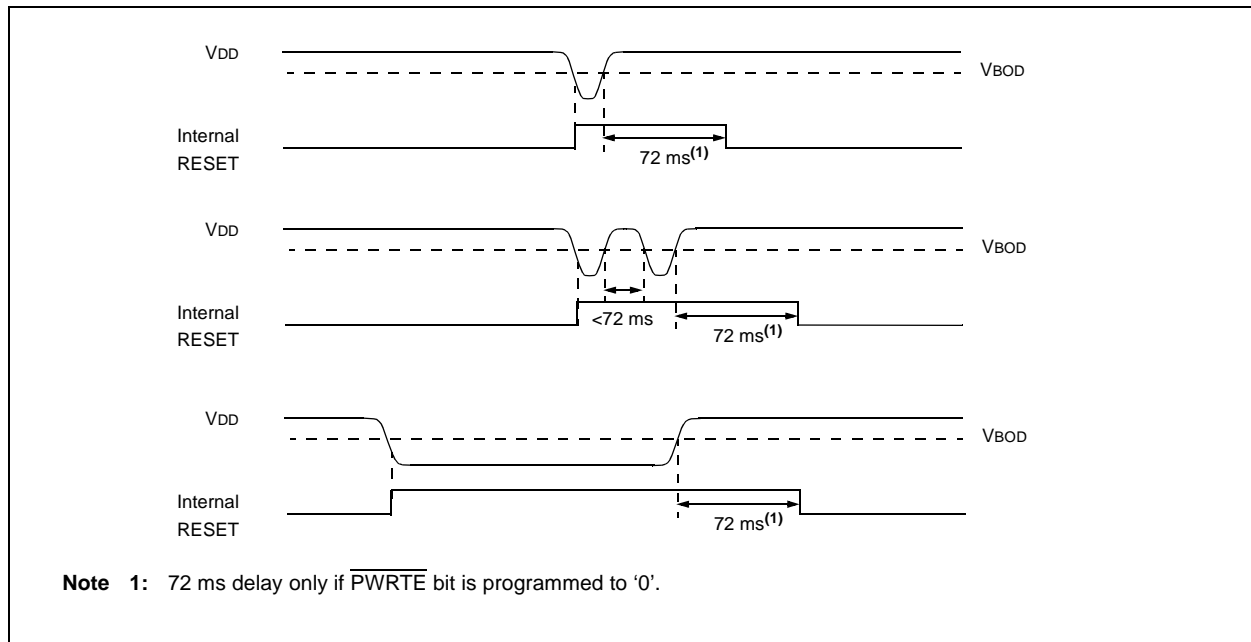 VDD
VBOD
Internal
RESET
72 ms(1)
VDD
VBOD
Internal
RESET
<72 ms
72 ms(1)
VDD
VBOD
Internal
RESET
72 ms(1)
Note 1: 72 ms delay only if PWRTE bit is programmed to ‘0’.